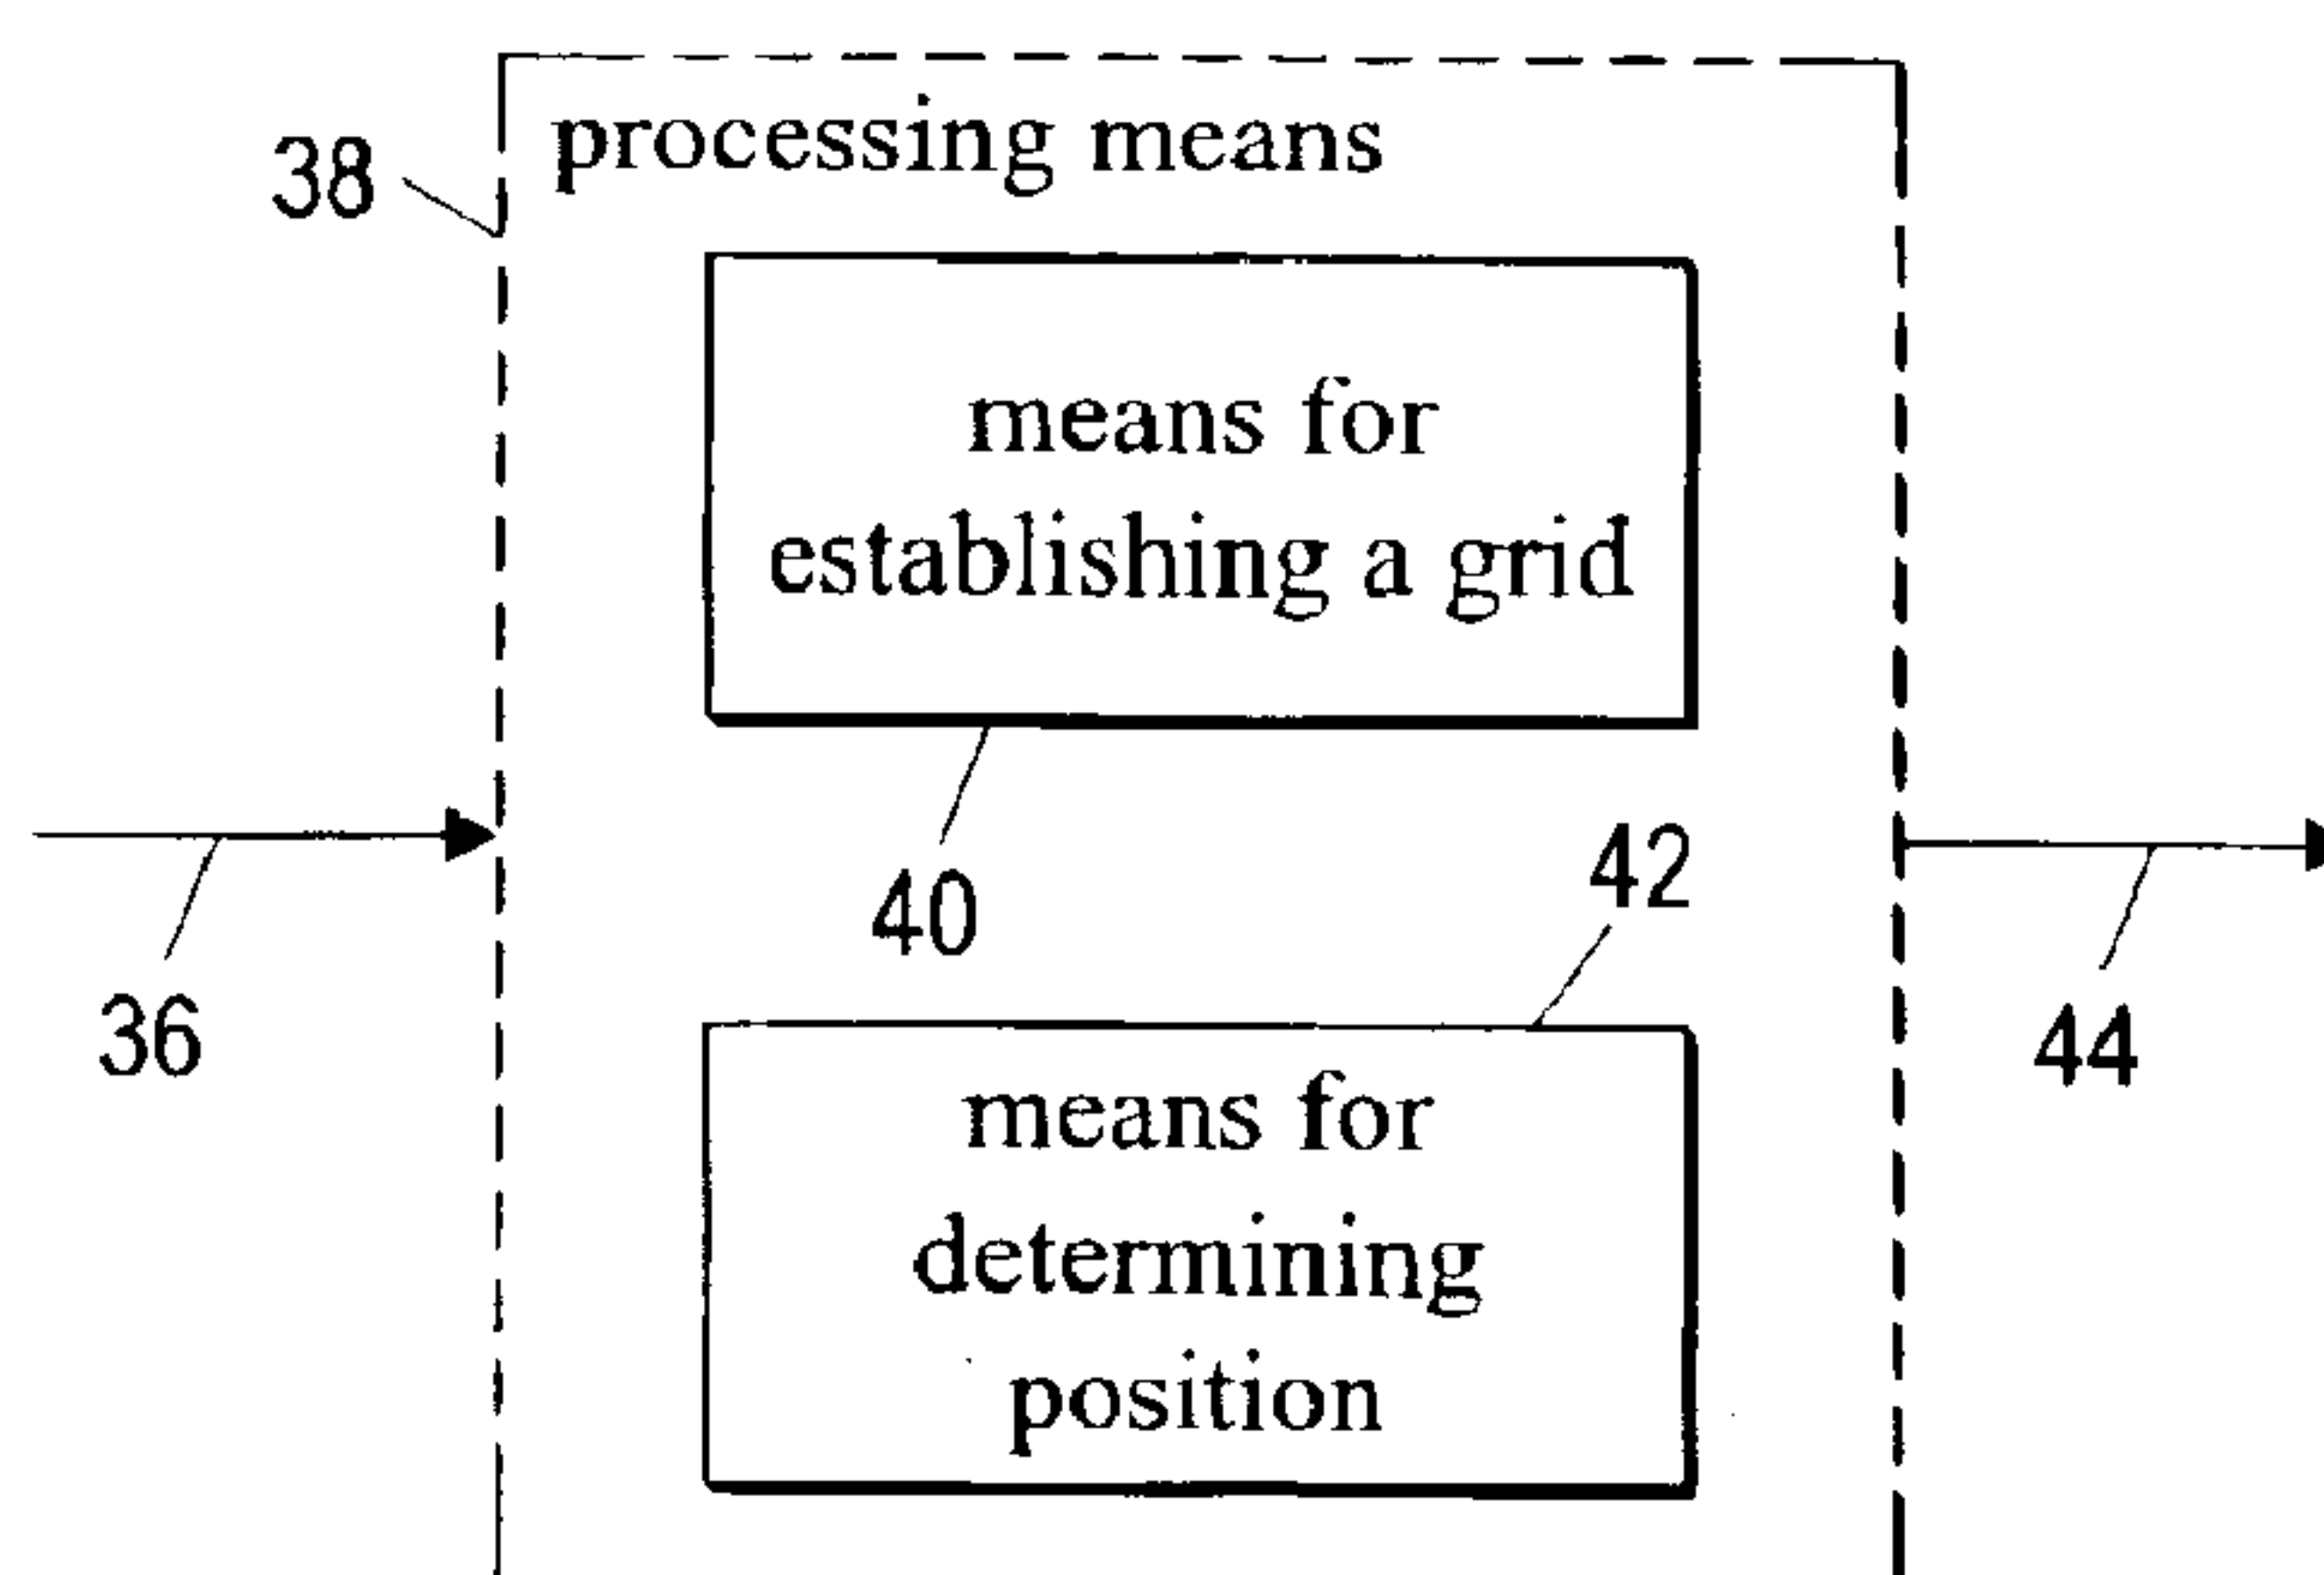 processing means
38
means for
establishing a grid
40
42
36
44
means for
determining
position